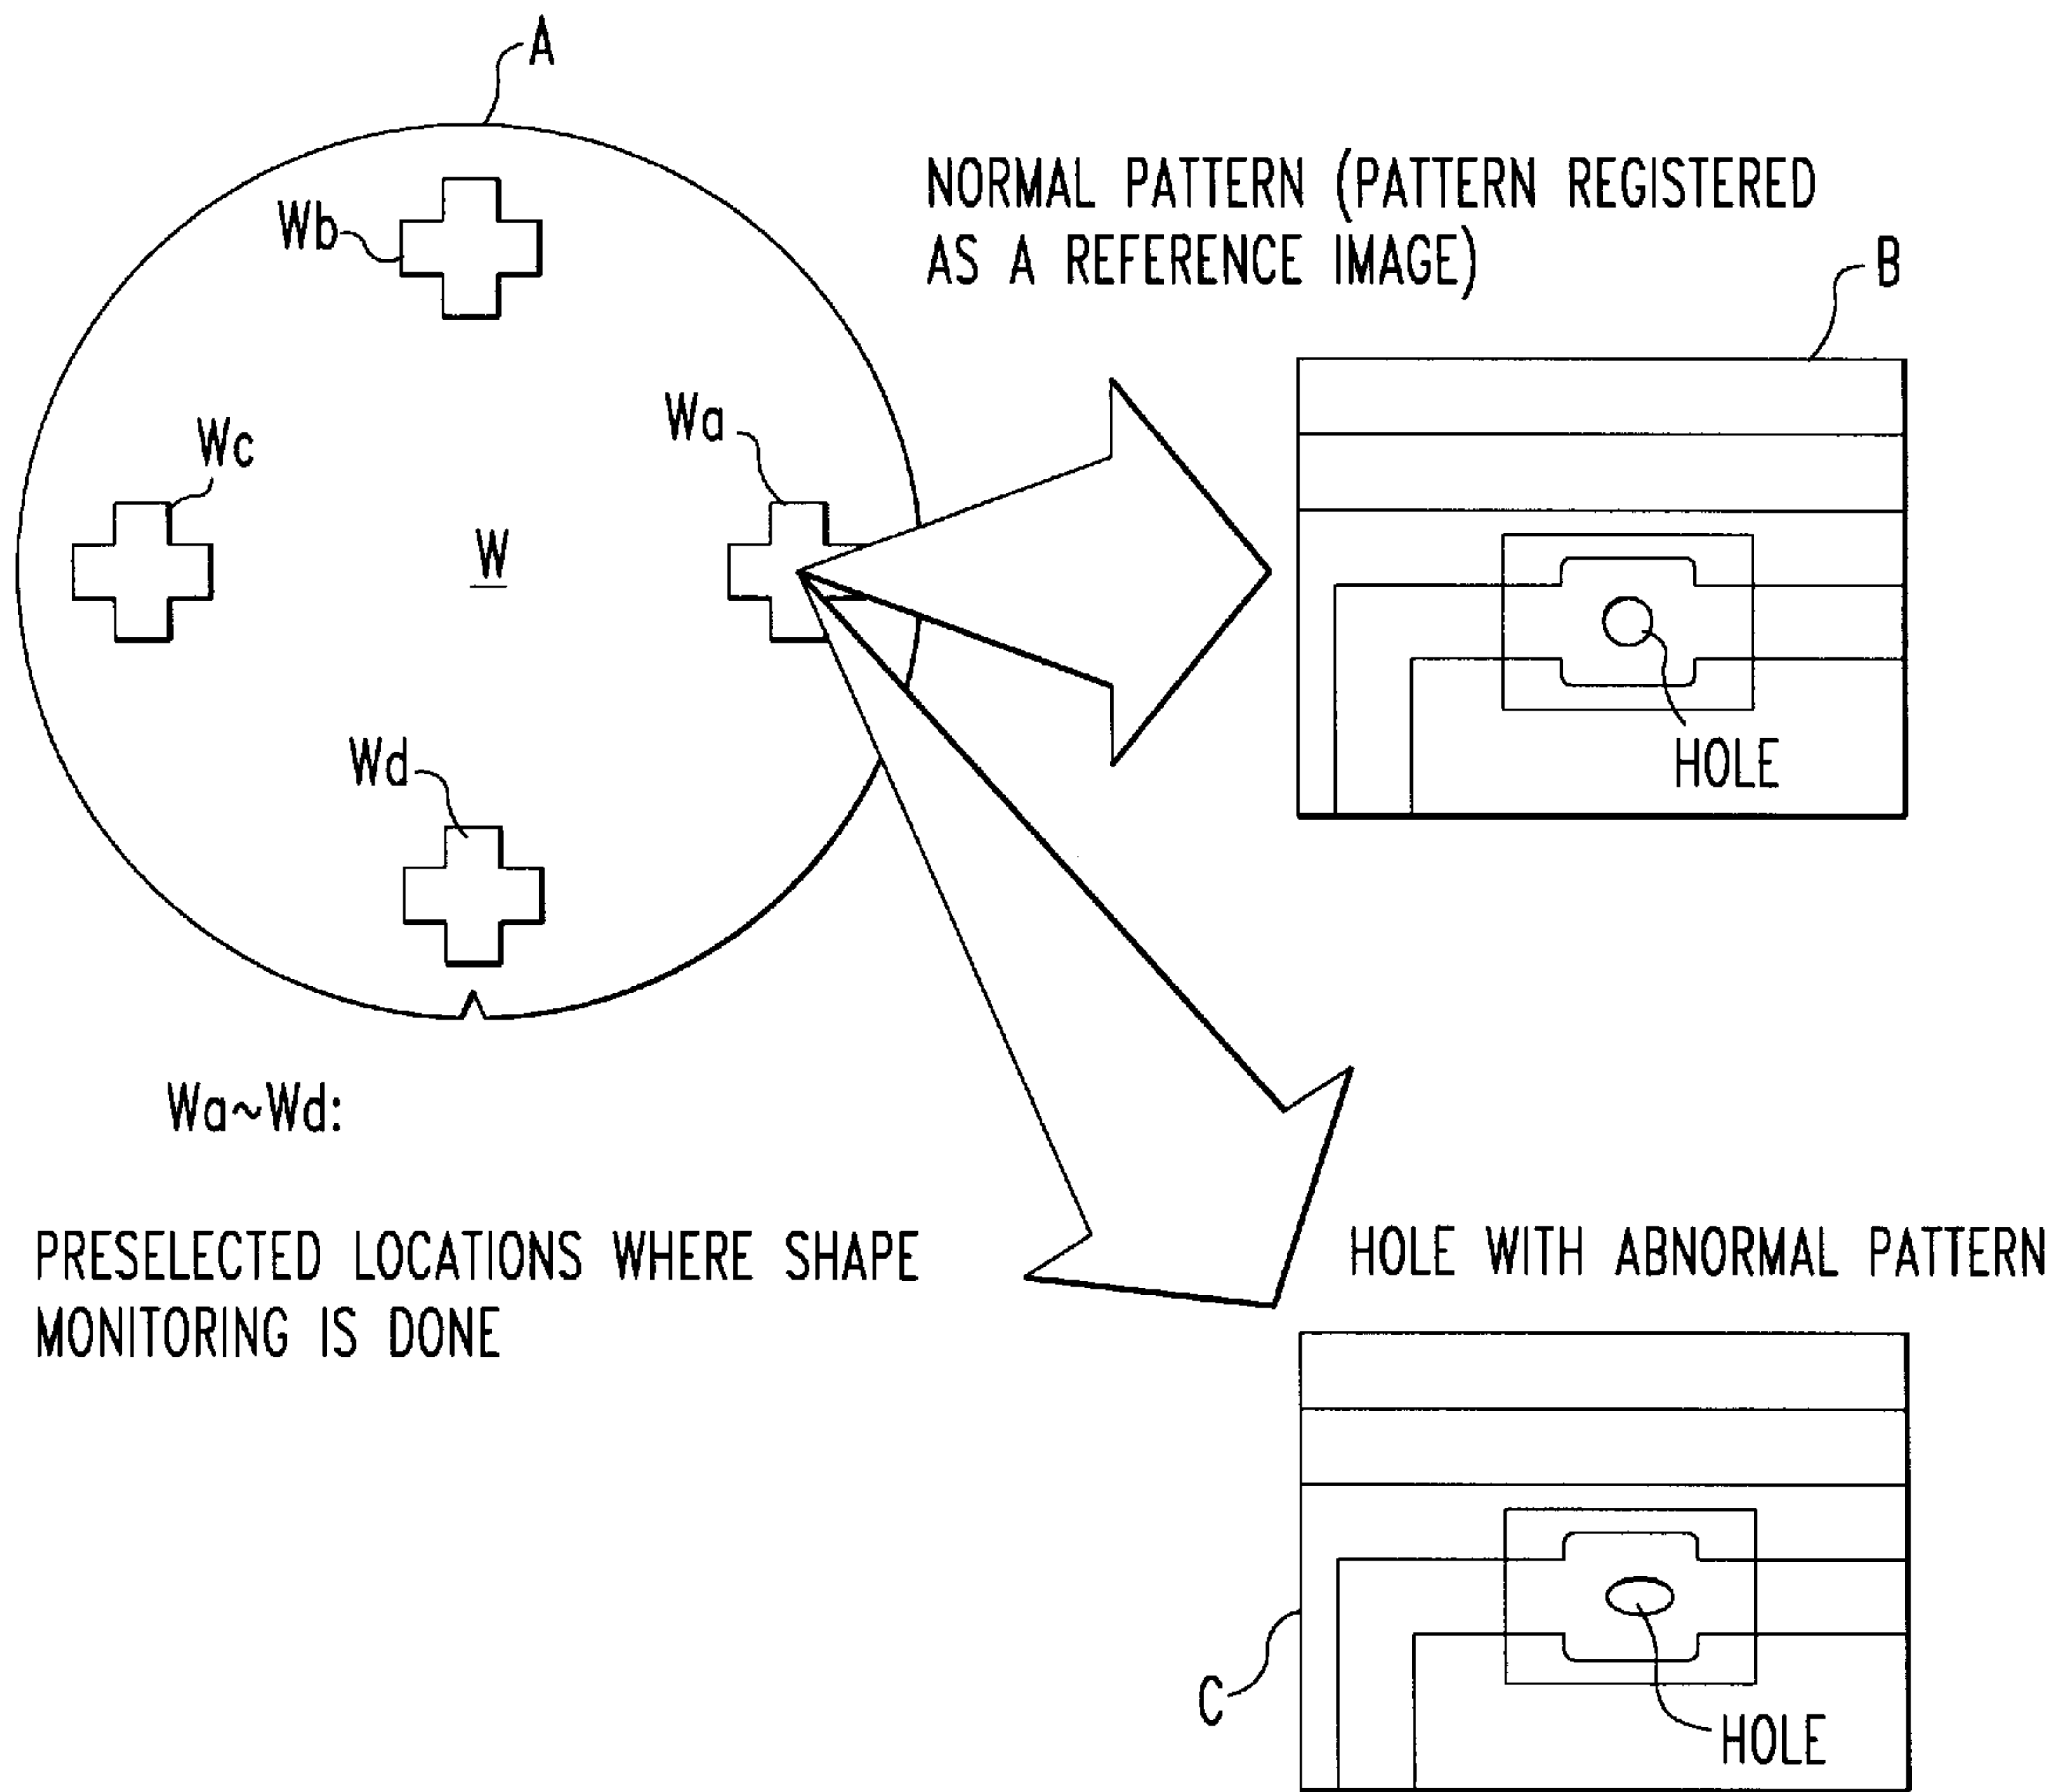 A
NORMAL PATTERN (PATTERN REGISTERED
AS A REFERENCE IMAGE)
B
Wb
Wa
Wc
W
HOLE
Wd
Wa~Wd:
PRESELECTED LOCATIONS WHERE SHAPE
MONITORING IS DONE
HOLE WITH ABNORMAL PATTERN
C
HOLE